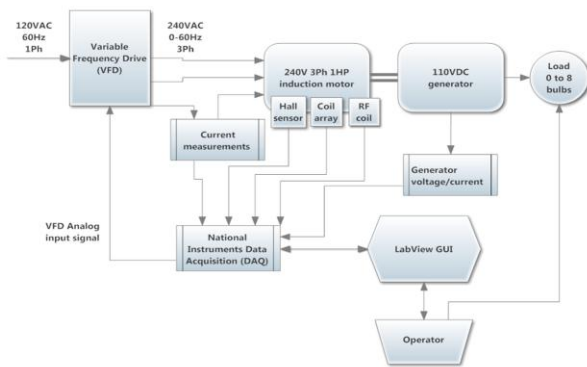 120VAC
60Hz
1Ph
Variable
Frequency Drive
(VFD)
240VAC
0-60Hz
3Ph
240V 3Ph 1HP
induction motor
Hall
sensor
Coil
array
RF
coil
110VDC
generator
Load
0 to 8
bulbs
Current
measurements
Generator
voltage/current
VFD Analog
input signal
National
Instruments Data
Acquisition (DAQ)
LabView GUI
Operator